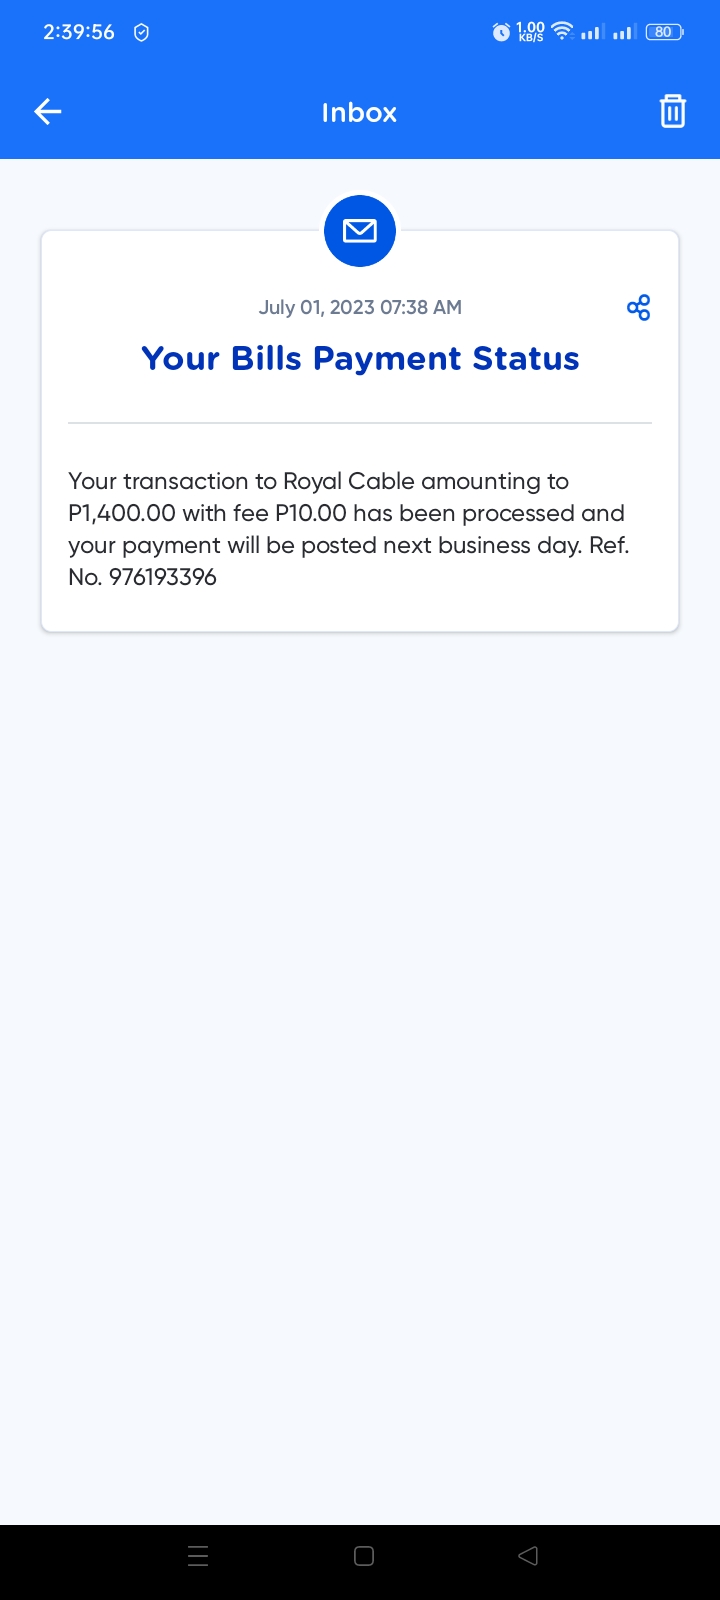 2:39:56
1.00
KB/S
80
Inbox
July 01, 2023 07:38 AM
Your Bills Payment Status
Your transaction to Royal Cable amounting to
P1,400.00 with fee P10.00 has been processed and
your payment will be posted next business day. Ref.
No. 976193396